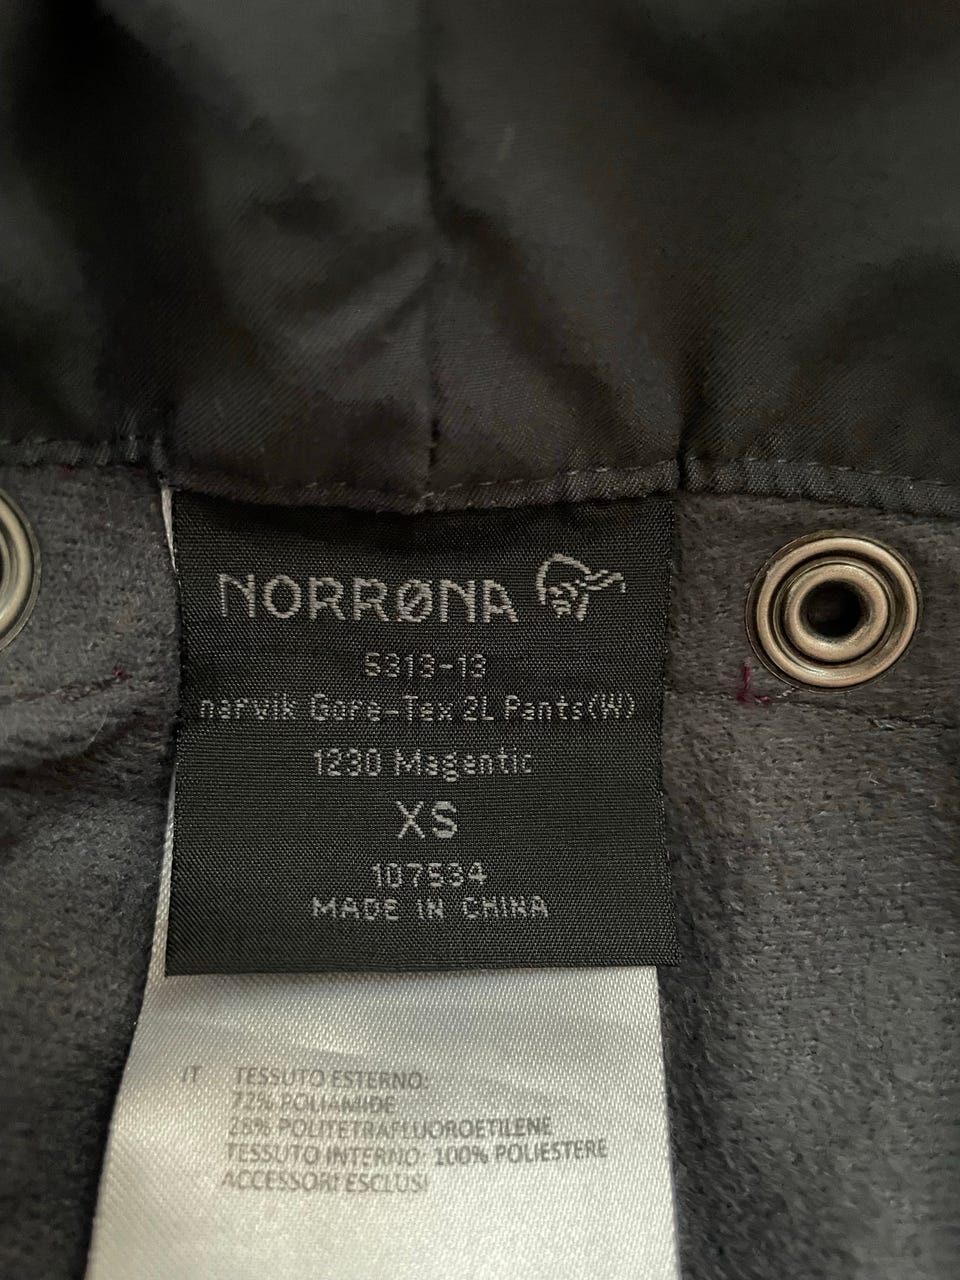 NORRØNA
5313-13
narvik Gore-Tex 2L Pants(W)
1230 Magentic
XS
107534
MADE IN CHINA
IT TESSUTO ESTERNO:
72% POLIAMIDE
28% POLITETRAFLUOROETILENE
TESSUTO INTERNO: 100% POLIESTERE
ACCESSORI ESCLUSI